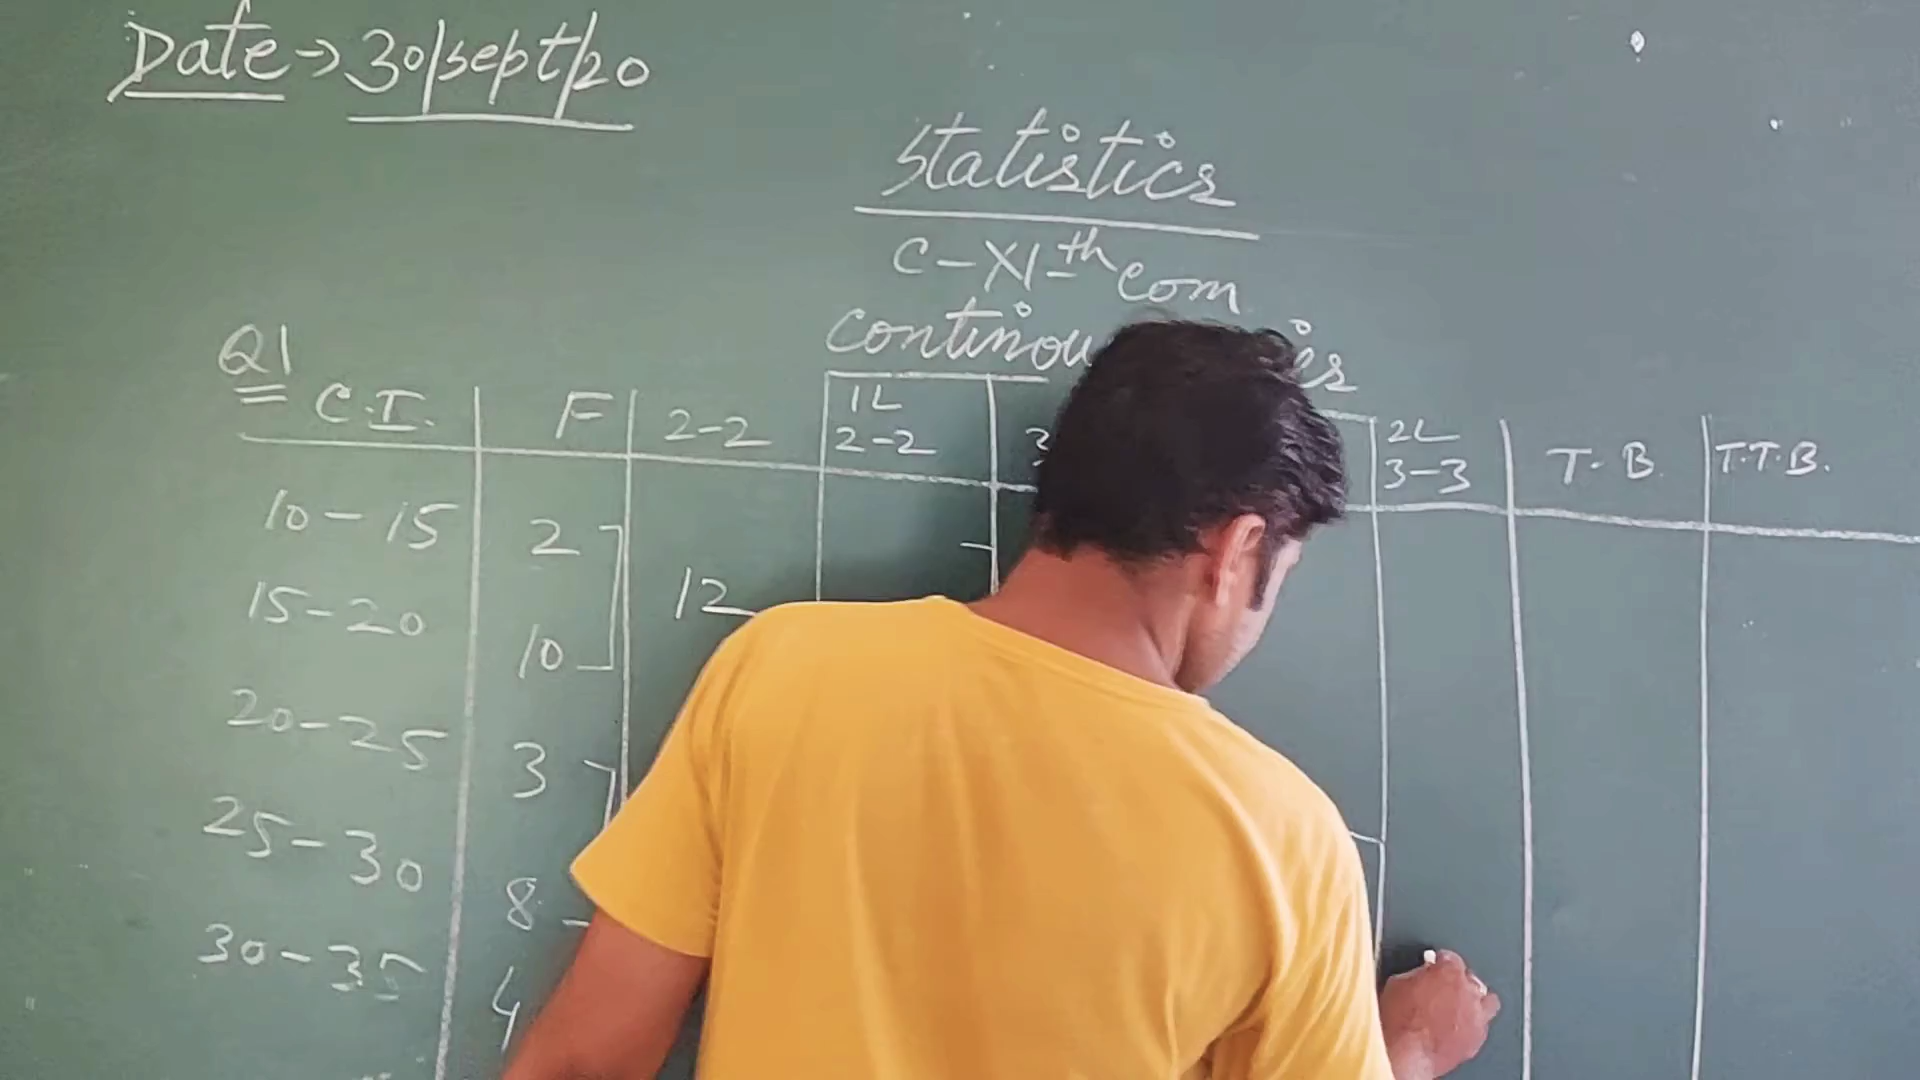 Date → 30/sept/20
Statistics
C-XI-th com
Q1
C.I. F 2-2 1L 2-2 2L 3-3 T.B. T.T.B.
10-15 2
15-20 10 12
20-25 3
25-30 8
30-35 4